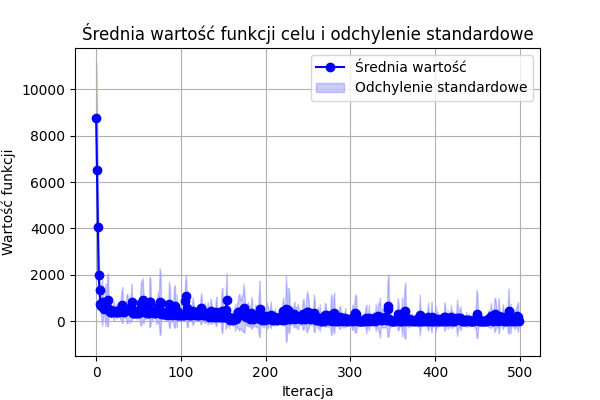 Średnia wartość funkcji celu i odchylenie standardowe
Średnia wartość
Odchylenie standardowe
Wartość funkcji
10000
8000
6000
4000
2000
0
0 100 200 300 400 500
Iteracja